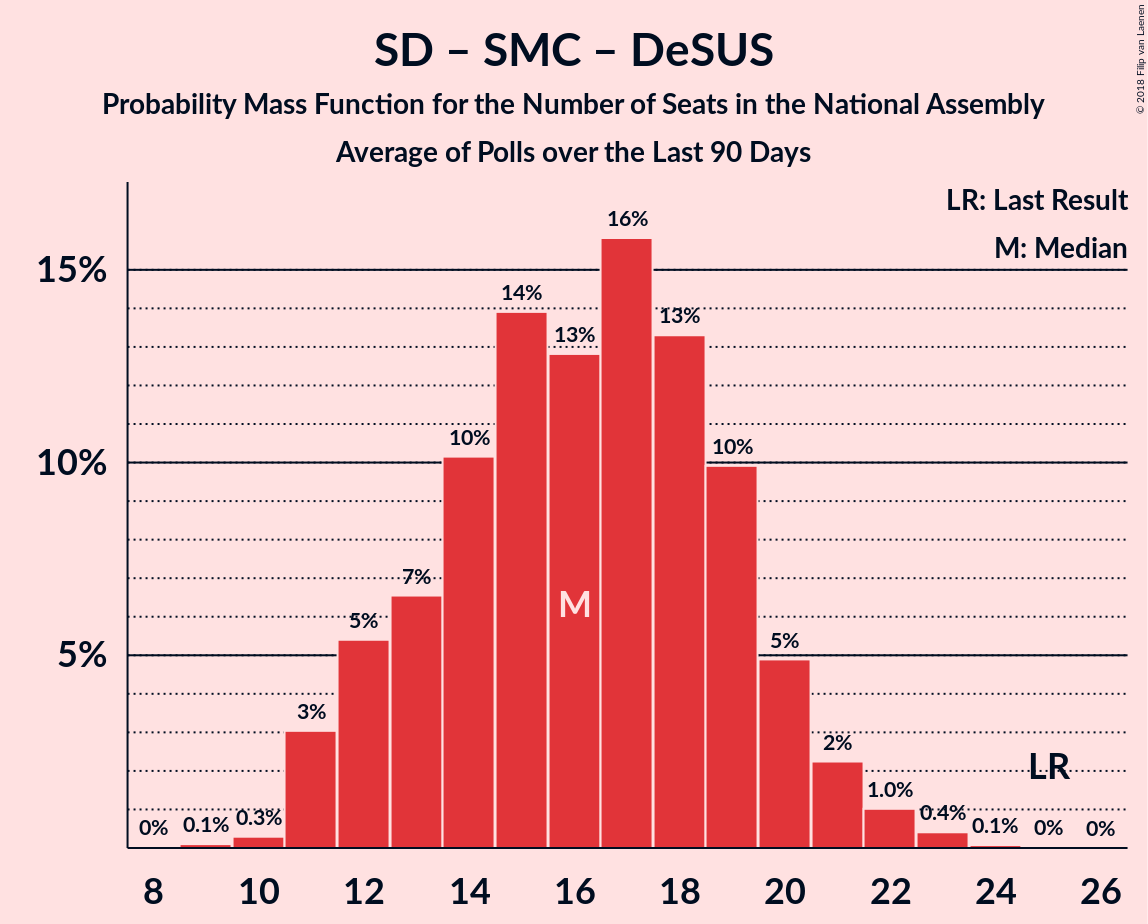 SD – SMC – DeSUS
Probability Mass Function for the Number of Seats in the National Assembly
Average of Polls over the Last 90 Days
© 2018 Filip van Laenen
LR: Last Result
M: Median
15%
10%
5%
0%
0.1%
0.3%
3%
5%
7%
10%
14%
13%
16%
13%
10%
5%
2%
1.0%
0.4%
0.1%
0%
0%
M
LR
8 10 12 14 16 18 20 22 24 26